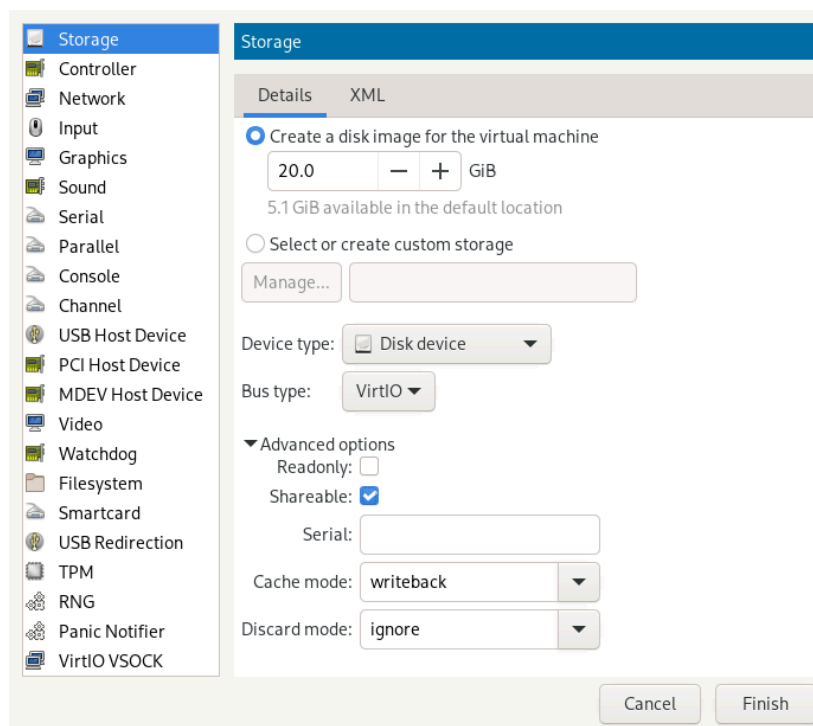 Storage
Controller
Network
Input
Graphics
Sound
Serial
Parallel
Console
Channel
USB Host Device
PCI Host Device
MDEV Host Device
Video
Watchdog
Filesystem
Smartcard
USB Redirection
TPM
RNG
Panic Notifier
VirtIO VSOCK
Storage
Details XML
Create a disk image for the virtual machine
20.0 — + GiB
5.1 GiB available in the default location
Select or create custom storage
Manage...
Device type: Disk device
Bus type: VirtIO
Advanced options
Readonly:
Shareable:
Serial:
Cache mode: writeback
Discard mode: ignore
Cancel Finish